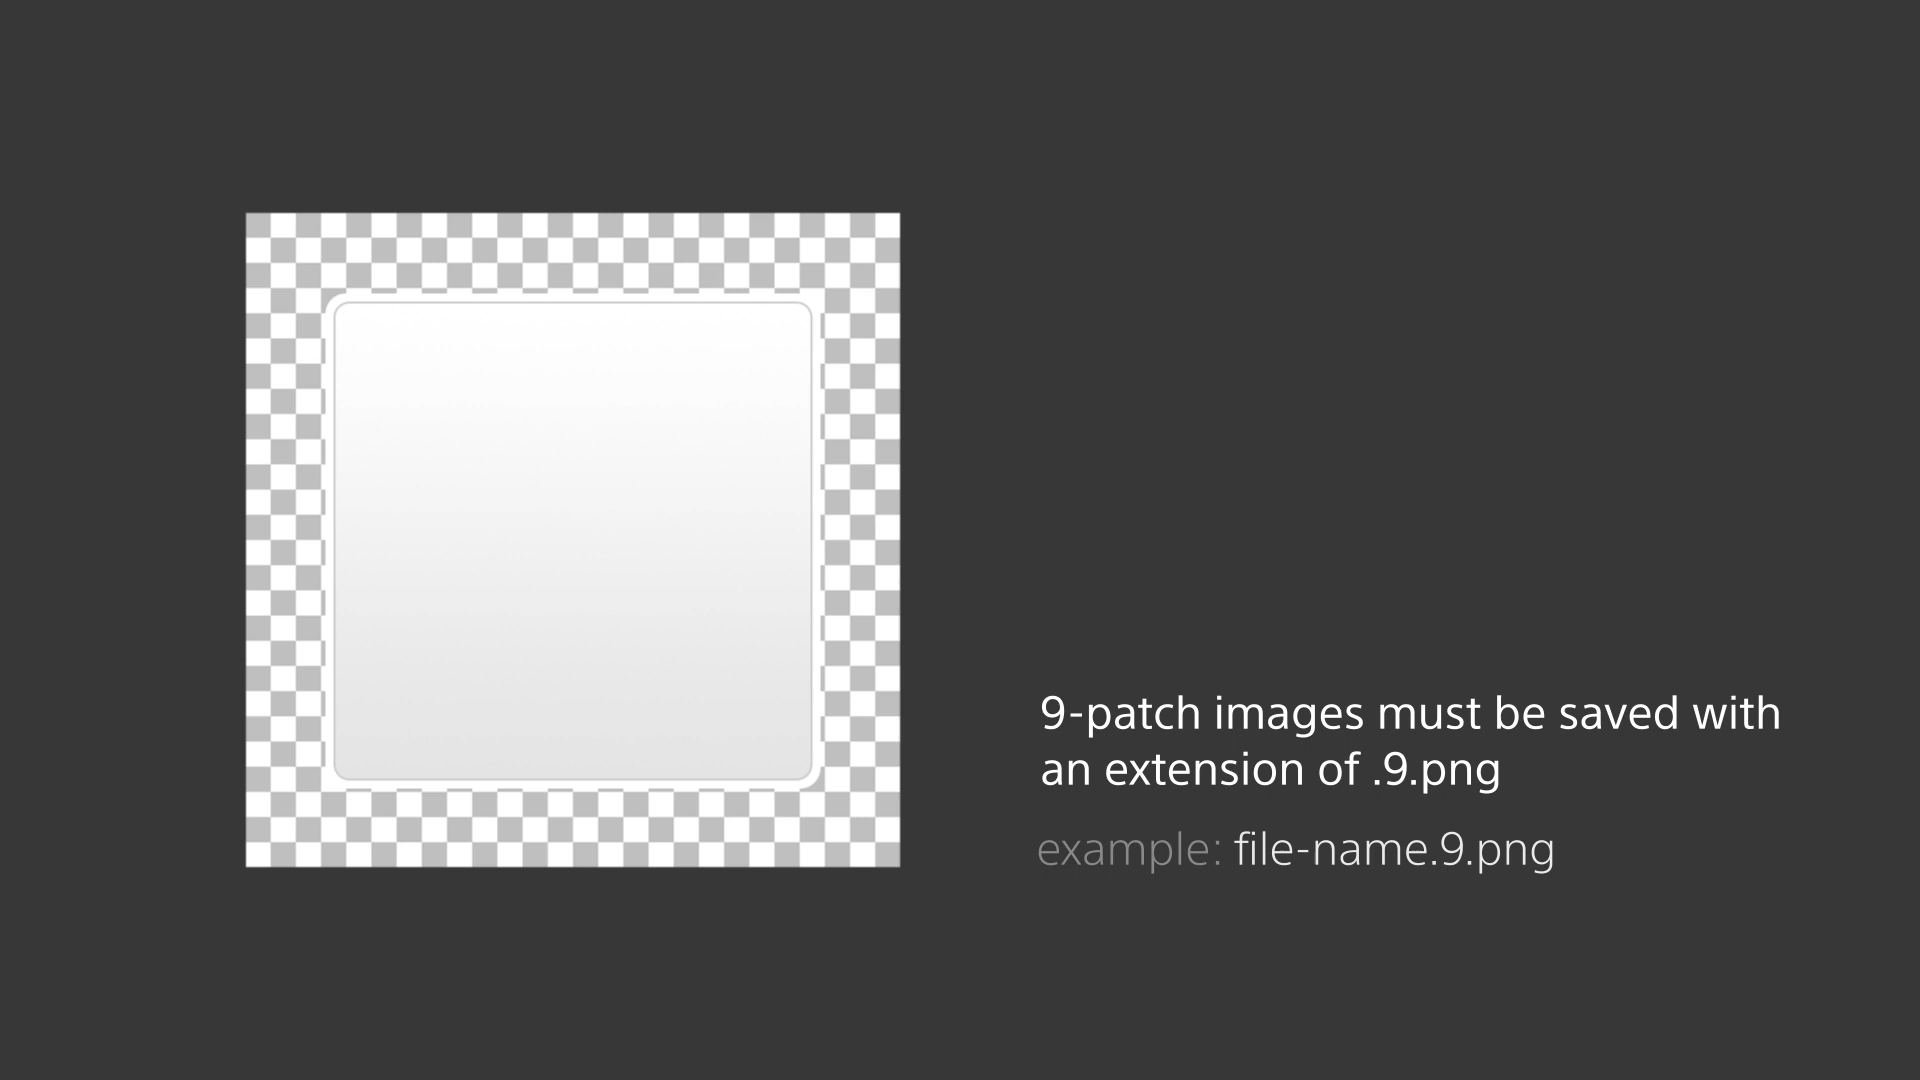 9-patch images must be saved with
an extension of .9.png
example: file-name.9.png